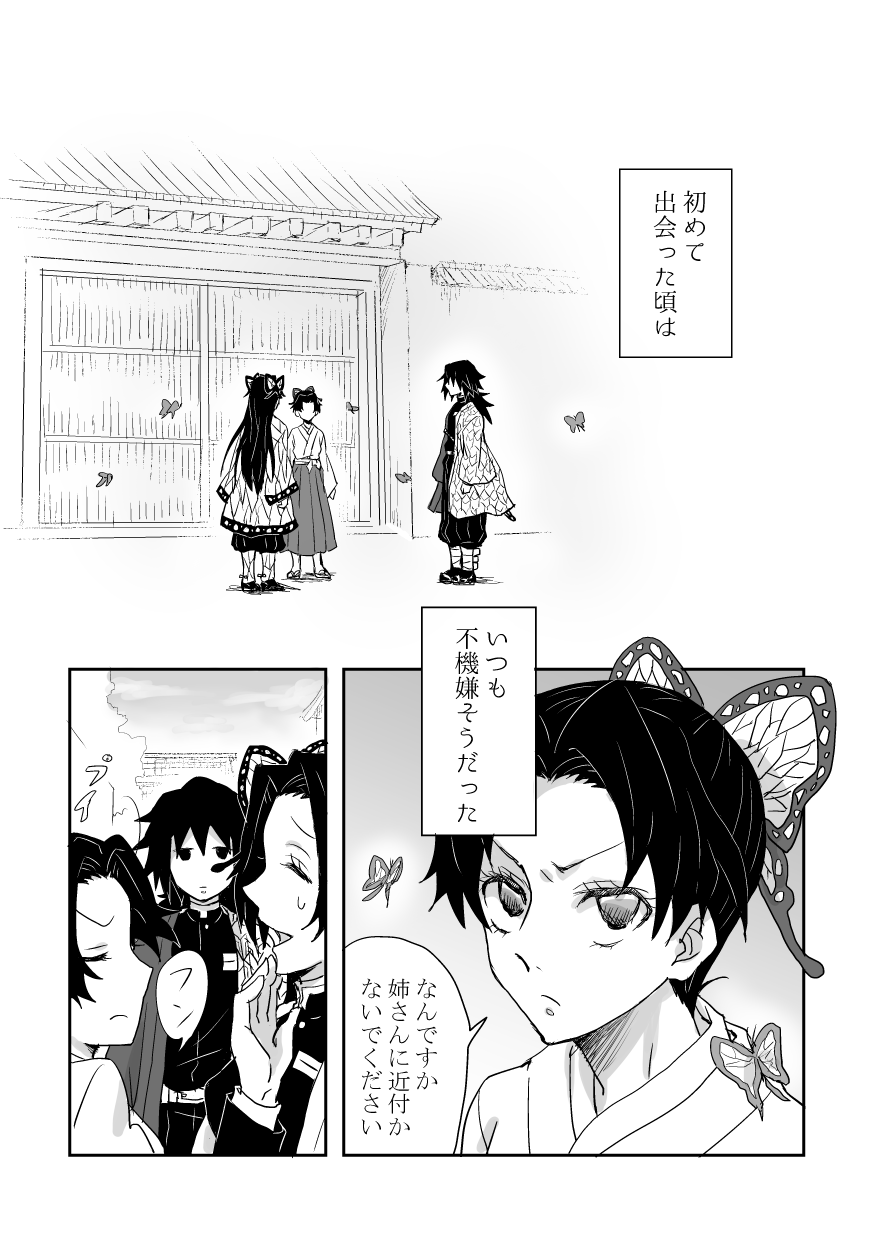 初めて
出会った頃は
いつも
不機嫌そうだった
なんですか
姉さんに近付か
ないでください
プイ
フン